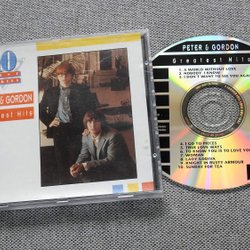 & GORDON
Greatest Hits
PETER & GORDON
Greatest Hits
1. A WORLD WITHOUT LOVE
2. NOBODY I KNOW
3. I DON'T WANT TO SEE YOU AGAIN
4. I GO TO PIECES
5. TRUE LOVE WAYS
6. TO KNOW YOU IS TO LOVE YOU
7. WOMAN
8. LADY GODIVA
9. KNIGHT IN RUSTY ARMOUR
10. SUNDAY FOR TEA